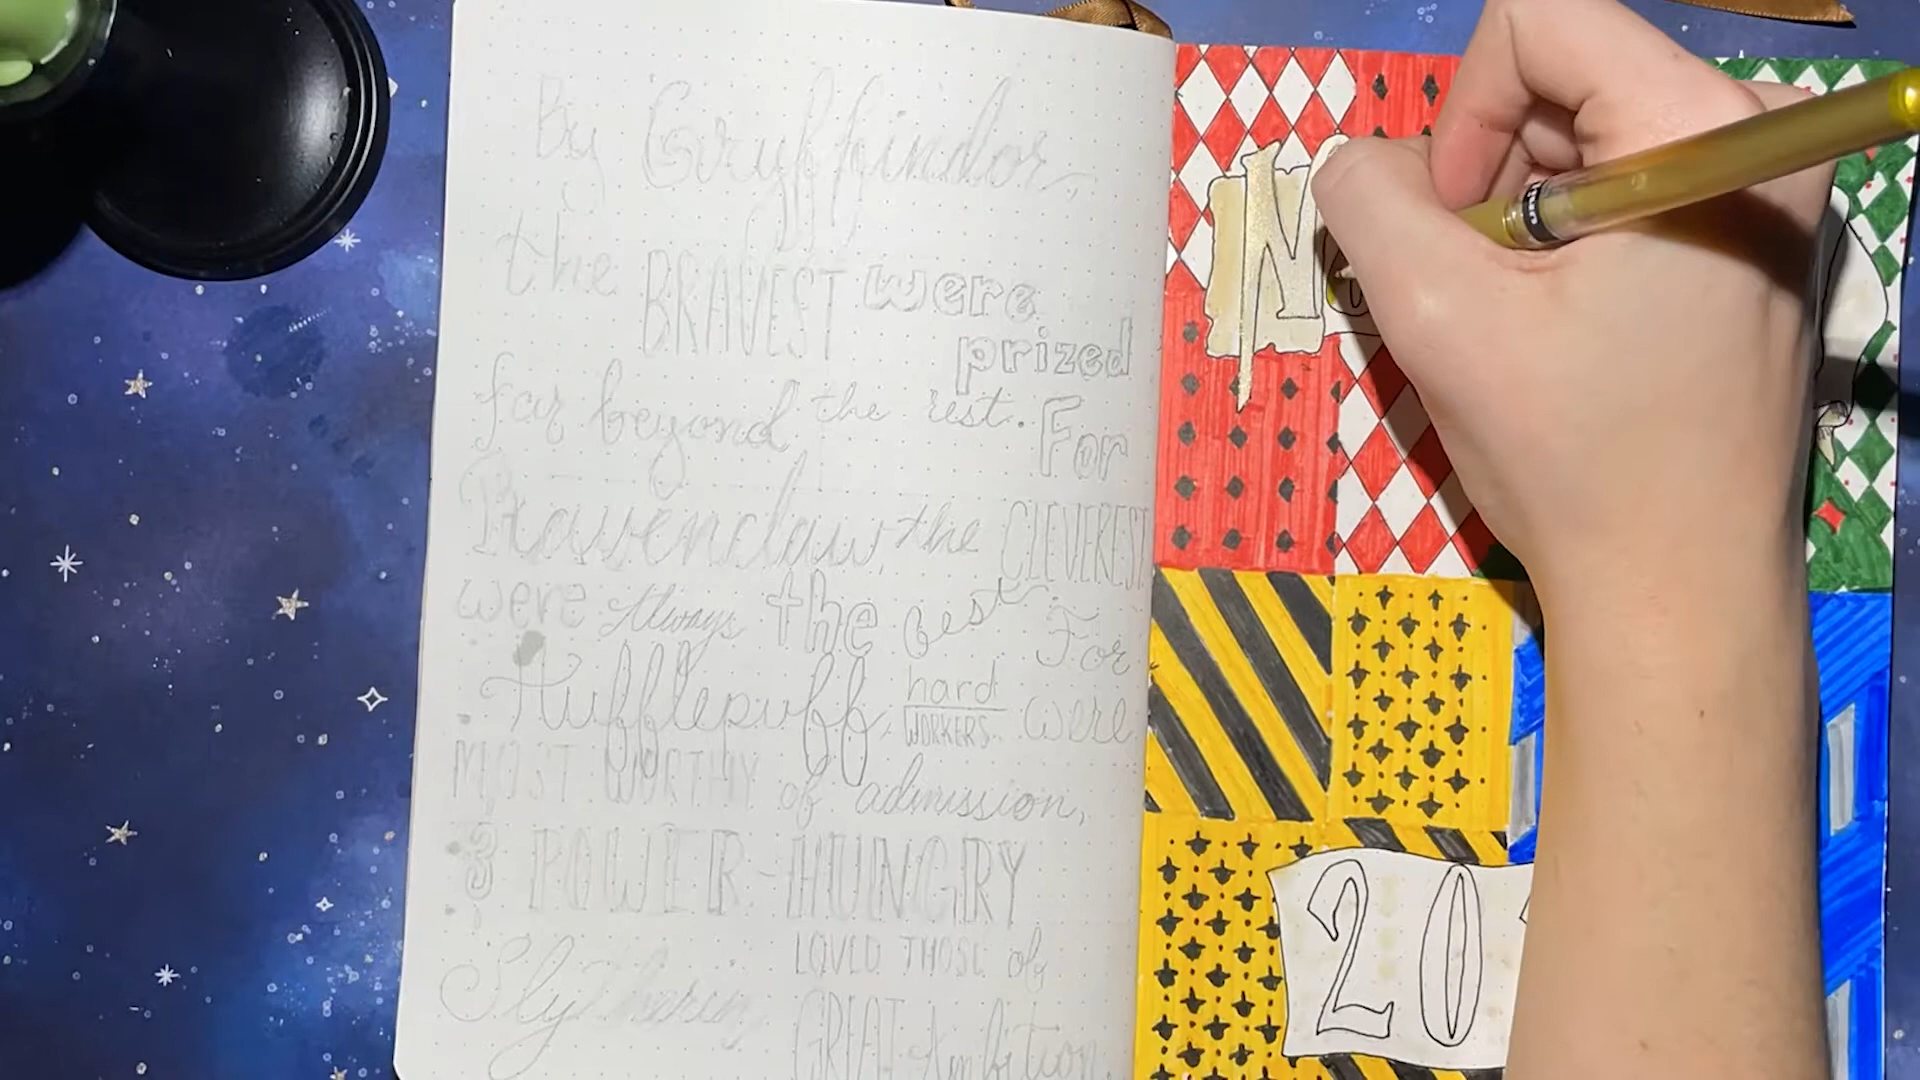 By Gryffindor,
the BRAVEST were
prized
far beyond the rest. For
Ravenclaw, the CLEVEREST
were Always the best For
Hufflepuff, hard WORKERS were
MOST WORTHY of admission,
& POWER-HUNGRY
Slytherin LOVED THOSE of
GREAT Ambition.
N
20